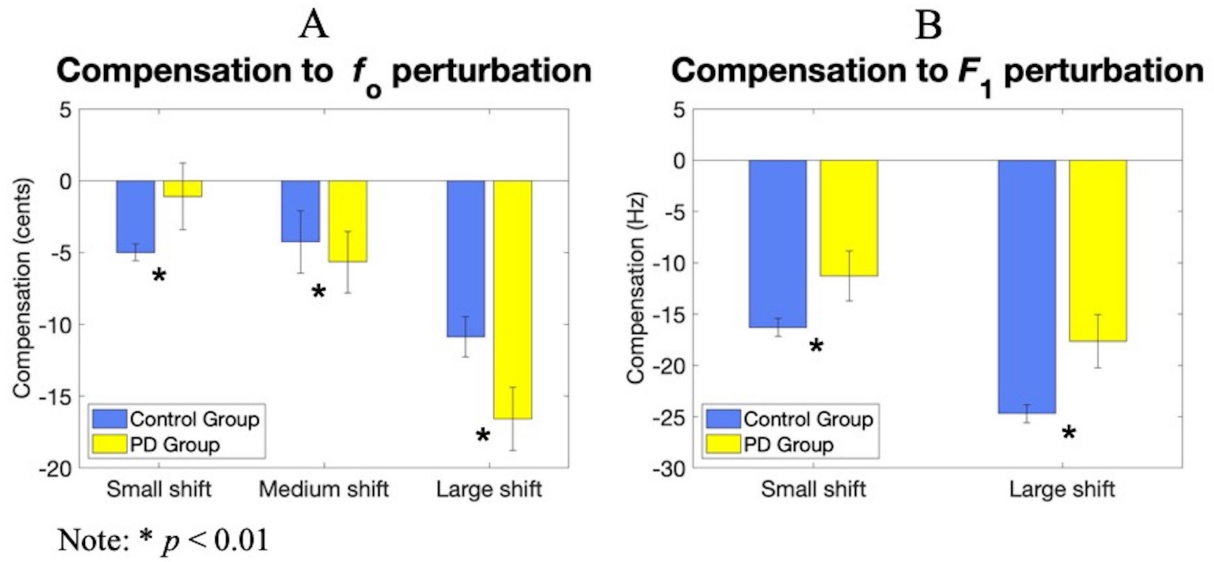 A
Compensation to fo perturbation
5
0
-5
-10
-15
-20
Compensation (cents)
*
*
*
Control Group
PD Group
Small shift Medium shift Large shift
B
Compensation to F1 perturbation
5
0
-5
-10
-15
-20
-25
-30
Compensation (Hz)
*
*
Control Group
PD Group
Small shift Large shift
Note: * p < 0.01